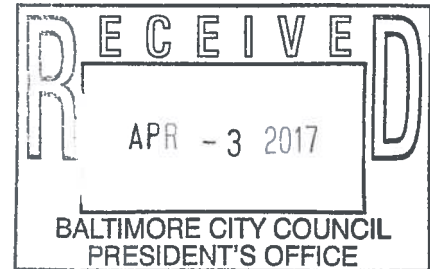 RECEIVED
APR - 3 2017
BALTIMORE CITY COUNCIL
PRESIDENT'S OFFICE